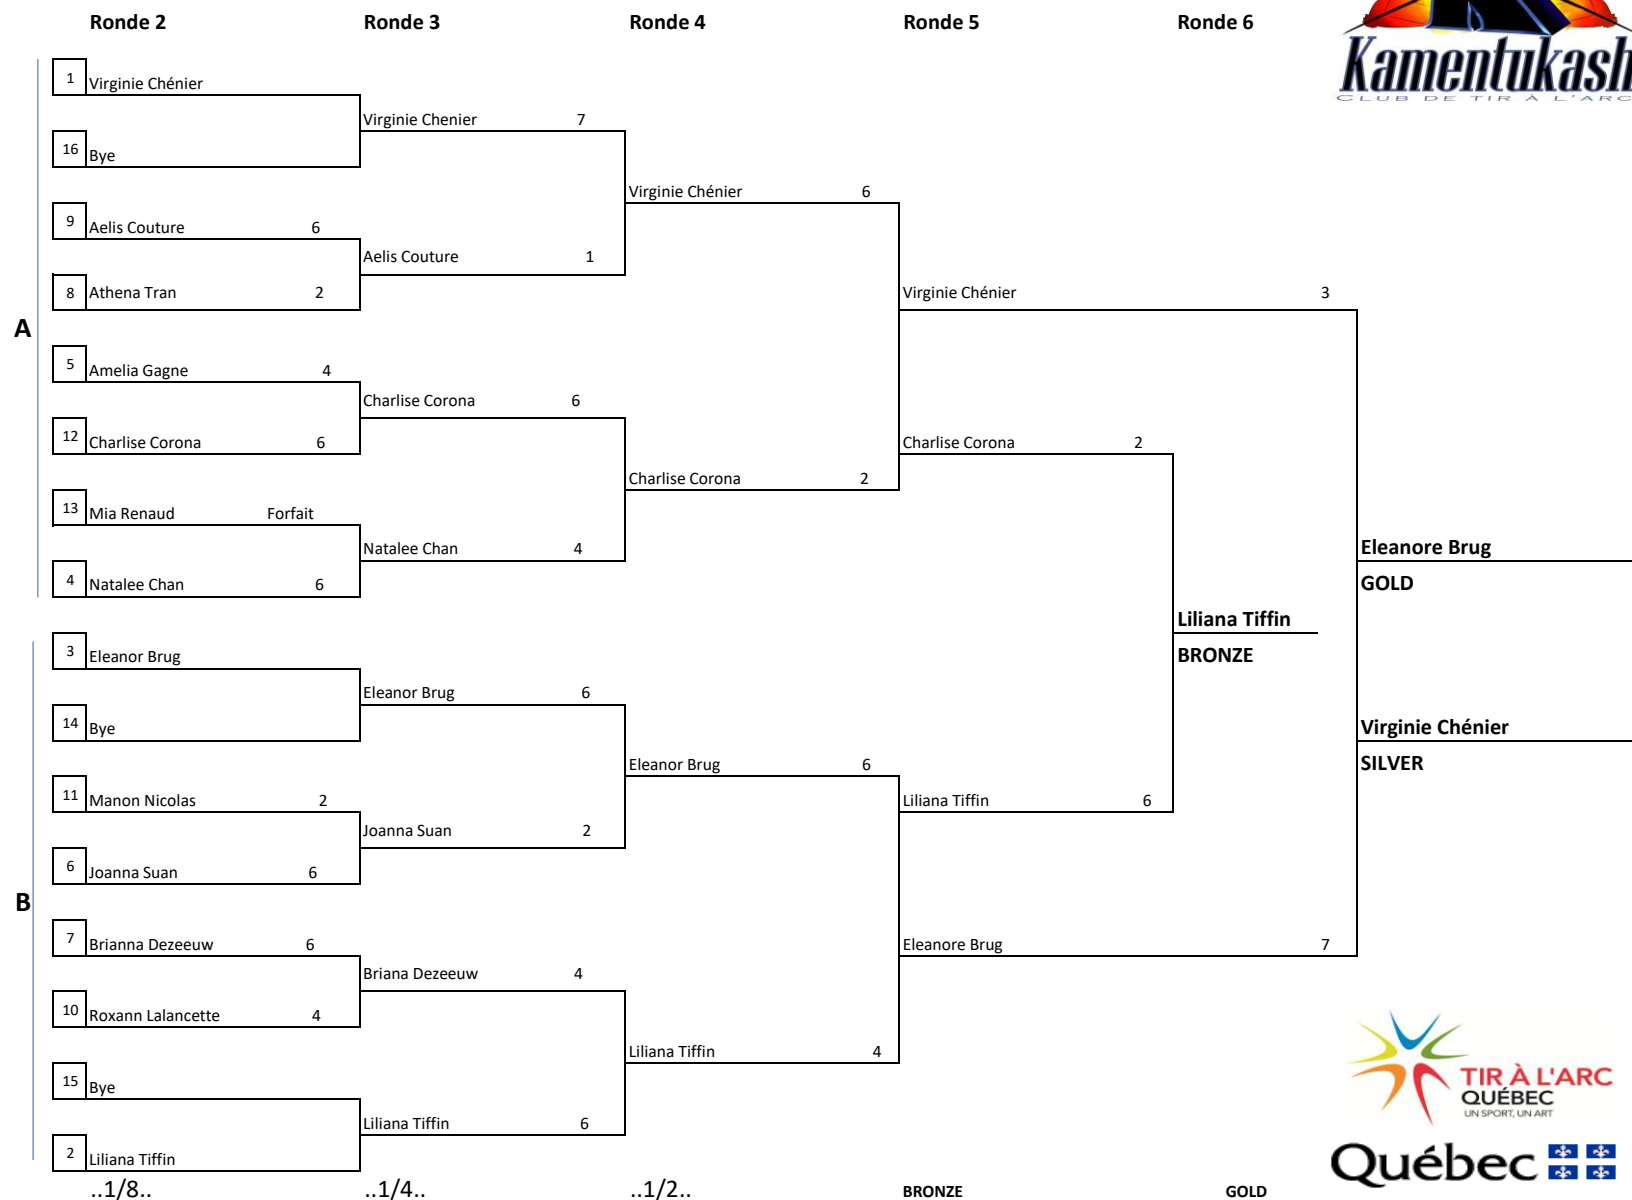 Ronde 2 Ronde 3 Ronde 4 Ronde 5 Ronde 6
Kamentukash
CLUB DE TIR À L'ARC
1 Virginie Chénier
Virginie Chenier 7
16 Bye
Virginie Chénier 6
9 Aelis Couture 6
Aelis Couture 1
8 Athena Tran 2
Virginie Chénier 3
A
5 Amelia Gagne 4
Charlise Corona 6
12 Charlise Corona 6
Charlise Corona 2
Charlise Corona 2
13 Mia Renaud Forfait
Natalee Chan 4
Eleanore Brug
4 Natalee Chan 6
GOLD
Liliana Tiffin
BRONZE
3 Eleanor Brug
Eleanor Brug 6
14 Bye
Virginie Chénier
SILVER
Eleanor Brug 6
11 Manon Nicolas 2
Liliana Tiffin 6
Joanna Suan 2
6 Joanna Suan 6
B
7 Brianna Dezeeuw 6
Eleanore Brug 7
Briana Dezeeuw 4
10 Roxann Lalancette 4
Liliana Tiffin 4
15 Bye
Liliana Tiffin 6
2 Liliana Tiffin
TIR À L'ARC
QUÉBEC
UN SPORT, UN ART
Québec
..1/8.. ..1/4.. ..1/2.. BRONZE GOLD